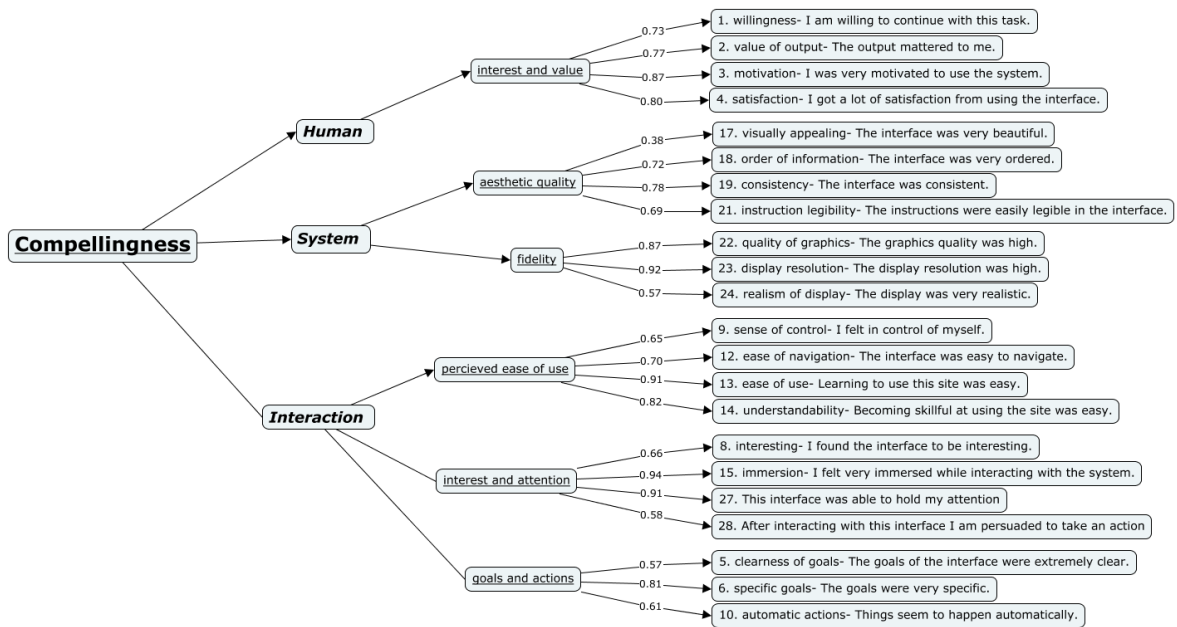 Compellingness
Human
System
Interaction
interest and value
aesthetic quality
fidelity
percieved ease of use
interest and attention
goals and actions
0.73
1. willingness- I am willing to continue with this task.
0.77
2. value of output- The output mattered to me.
0.87
3. motivation- I was very motivated to use the system.
0.80
4. satisfaction- I got a lot of satisfaction from using the interface.
0.38
17. visually appealing- The interface was very beautiful.
0.72
18. order of information- The interface was very ordered.
0.78
19. consistency- The interface was consistent.
0.69
21. instruction legibility- The instructions were easily legible in the interface.
0.87
22. quality of graphics- The graphics quality was high.
0.92
23. display resolution- The display resolution was high.
0.57
24. realism of display- The display was very realistic.
0.65
9. sense of control- I felt in control of myself.
0.70
12. ease of navigation- The interface was easy to navigate.
0.91
13. ease of use- Learning to use this site was easy.
0.82
14. understandability- Becoming skillful at using the site was easy.
0.66
8. interesting- I found the interface to be interesting.
0.94
15. immersion- I felt very immersed while interacting with the system.
0.91
27. This interface was able to hold my attention
0.58
28. After interacting with this interface I am persuaded to take an action
0.57
5. clearness of goals- The goals of the interface were extremely clear.
0.81
6. specific goals- The goals were very specific.
0.61
10. automatic actions- Things seem to happen automatically.